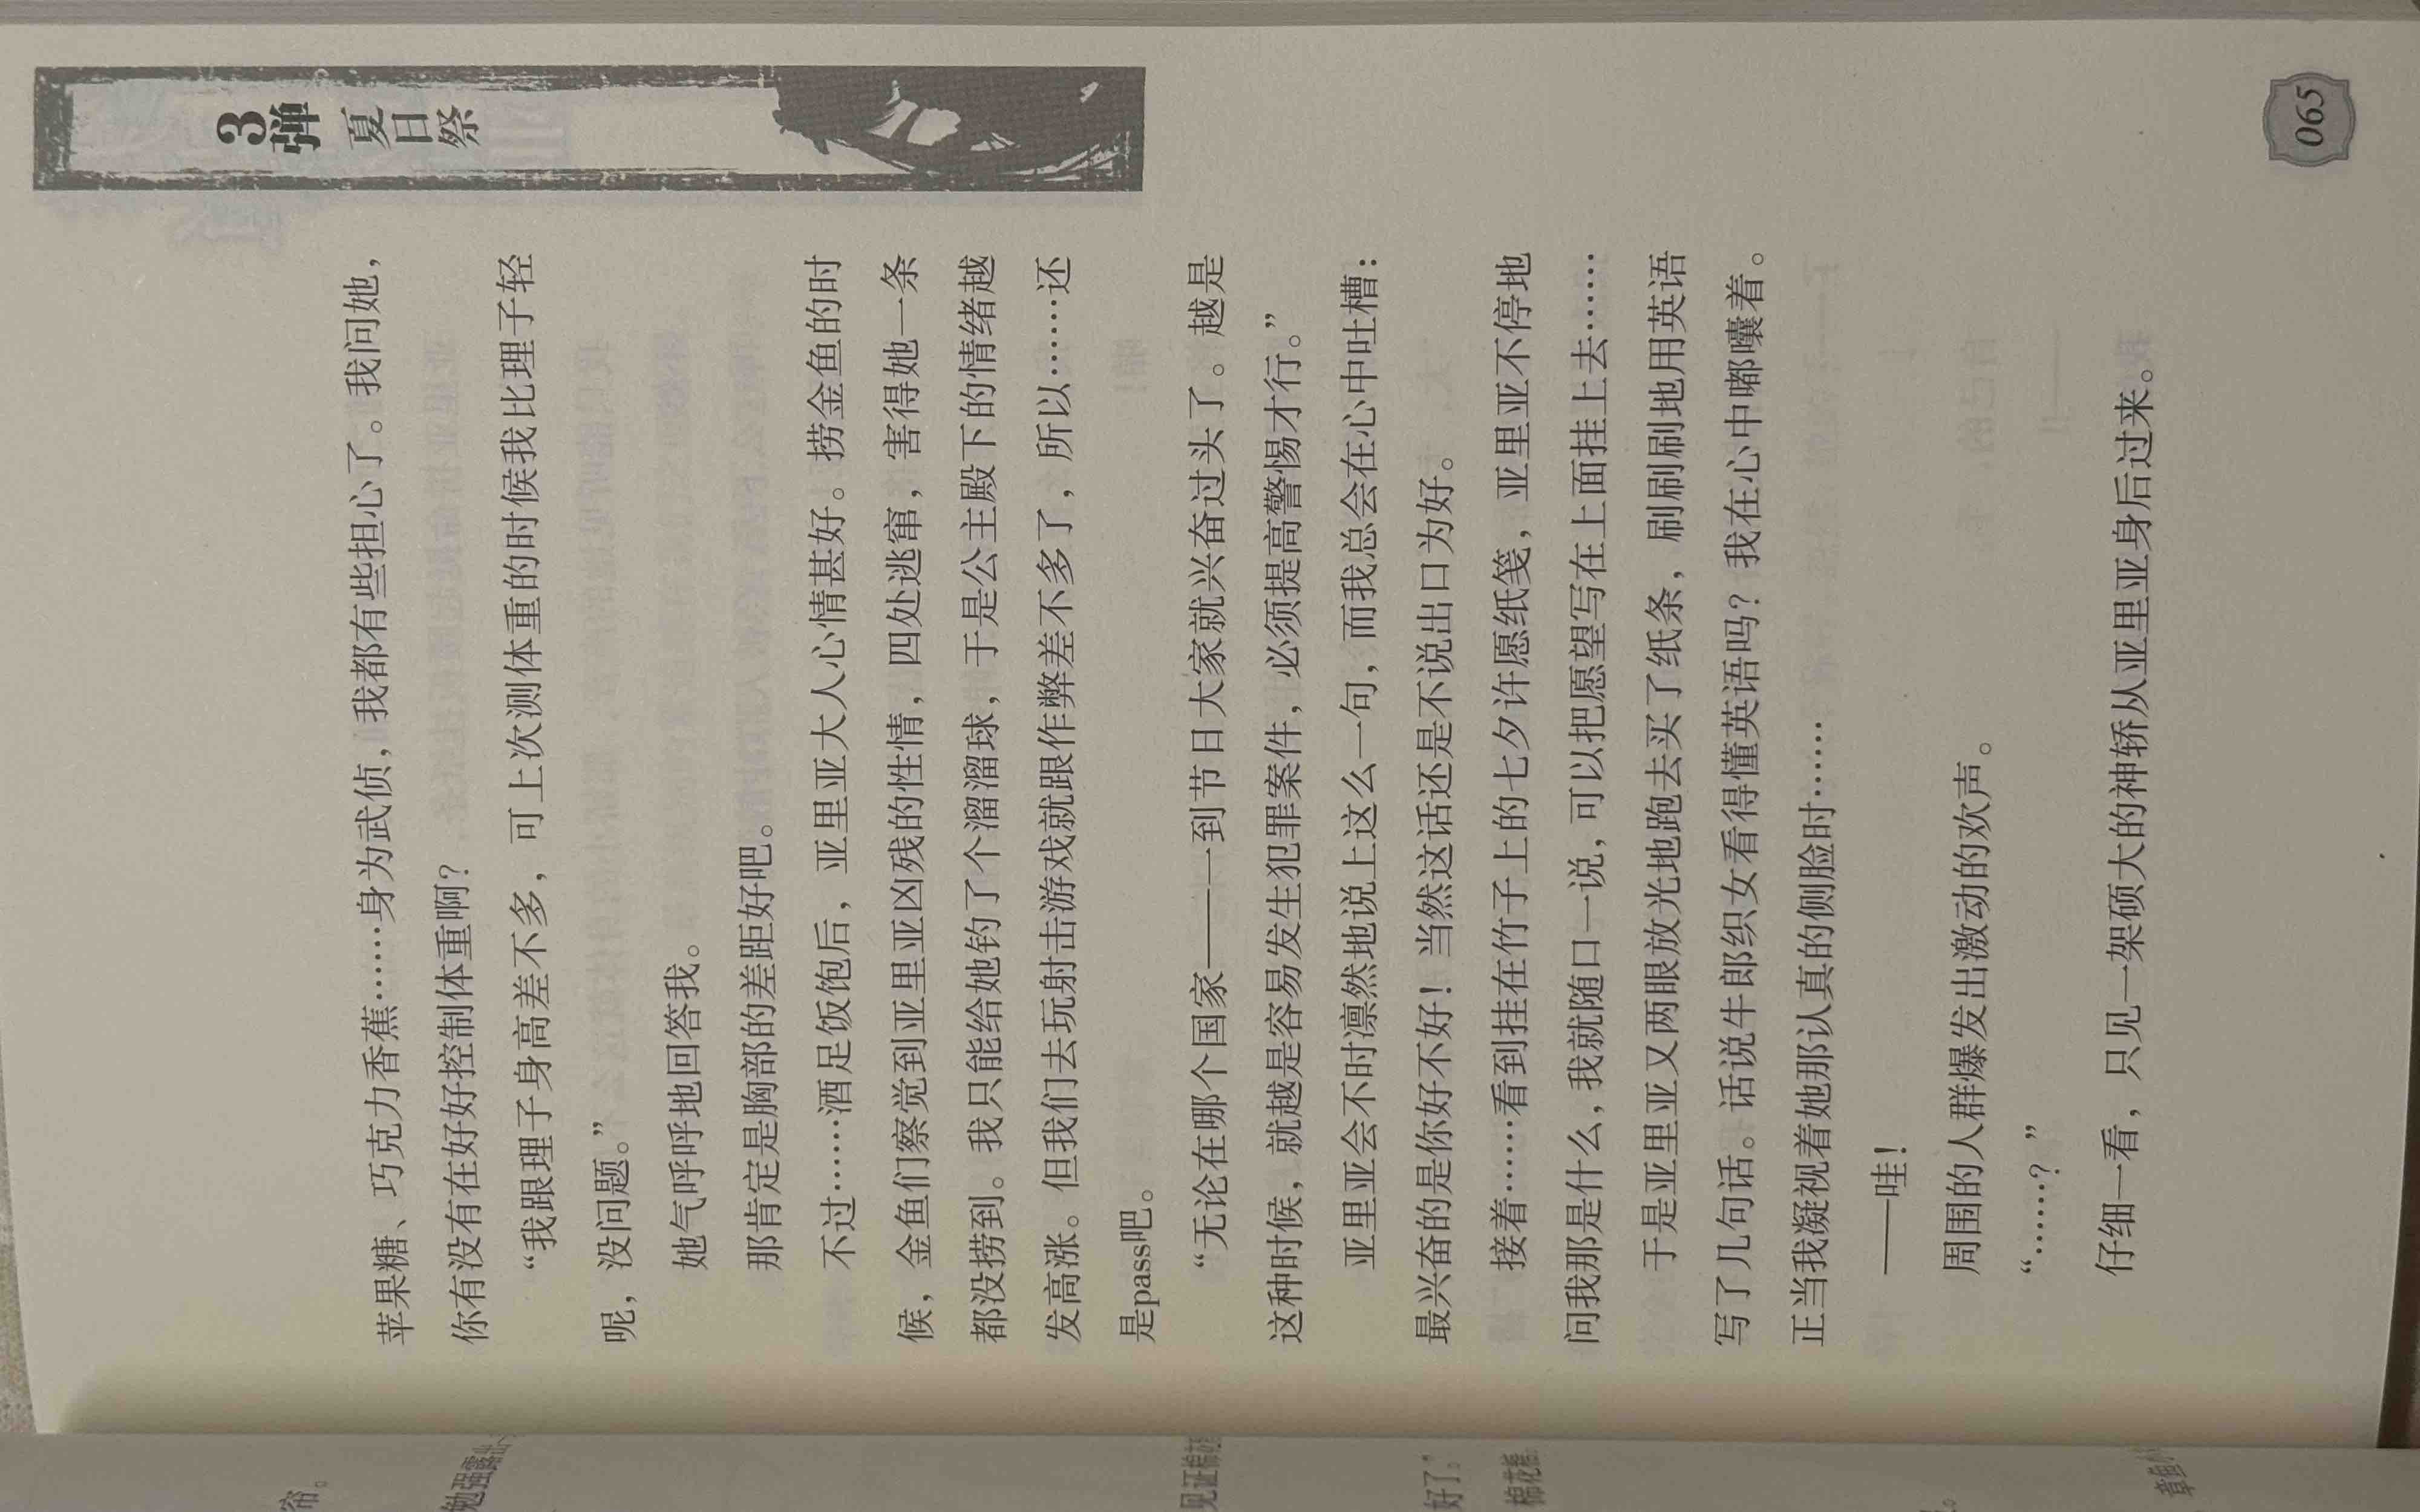 帘。
勉强露出
见证棉花
好了。”
棉花糖。
章鱼小
3弹 夏日祭
苹果糖、巧克力香蕉……身为武侦，我都有些担心了。我问她，
你有没有在好好控制体重啊？
“我跟理子身高差不多，可上次测体重的时候我比理子轻
呢，没问题。”
她气呼呼地回答我。
那肯定是胸部的差距好吧。
不过……酒足饭饱后，亚里亚大人心情甚好。捞金鱼的时
候，金鱼们察觉到亚里亚凶残的性情，四处逃窜，害得她一条
都没捞到。我只能给她钓了个溜溜球，于是公主殿下的情绪越
发高涨。但我们去玩射击游戏就跟作弊差不多了，所以……还
是pass吧。
“无论在哪个国家——一到节日大家就兴奋过头了。越是
这种时候，就越是容易发生犯罪案件，必须提高警惕才行。”
亚里亚会不时凛然地说上这么一句，而我总会在心中吐槽：
最兴奋的是你好不好！当然这话还是不说出口为好。
接着……看到挂在竹子上的七夕许愿纸笺，亚里亚不停地
问我那是什么，我就随口一说，可以把愿望写在上面挂上去……
于是亚里亚又两眼放光地跑去买了纸条，刷刷刷地用英语
写了几句话。话说牛郎织女看得懂英语吗？我在心中嘟囔着。
正当我凝视着她那认真的侧脸时……
——哇！
周围的人群爆发出激动的欢声。
“……？”
仔细一看，只见一架硕大的神轿从亚里亚身后过来。
065